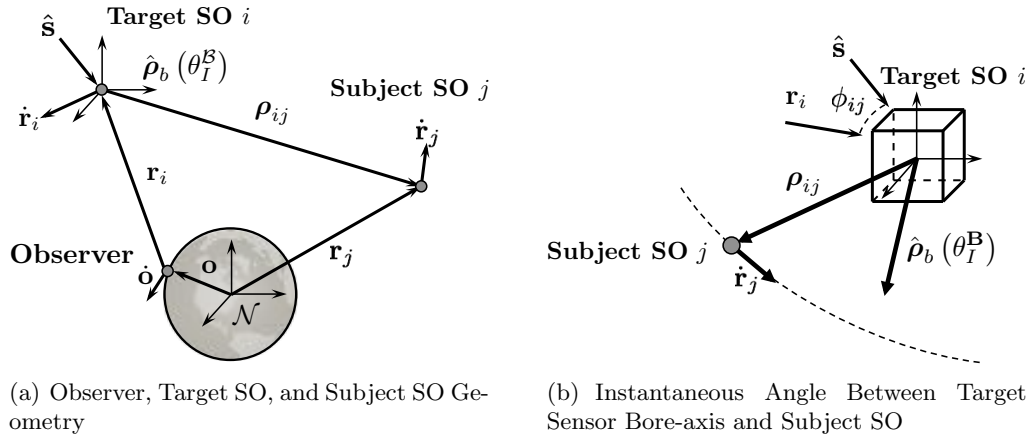 Target SO i
ŝ
ρ̂_b (θ_I^𝓑)
Subject SO j
ṙ_i
ρ_ij
ṙ_j
r_i
Observer
o
r_j
ȯ
𝒩
(a) Observer, Target SO, and Subject SO Ge-
ometry
ŝ
Target SO i
r_i
ϕ_ij
ρ_ij
Subject SO j
ρ̂_b (θ_I^B)
ṙ_j
(b) Instantaneous Angle Between Target
Sensor Bore-axis and Subject SO